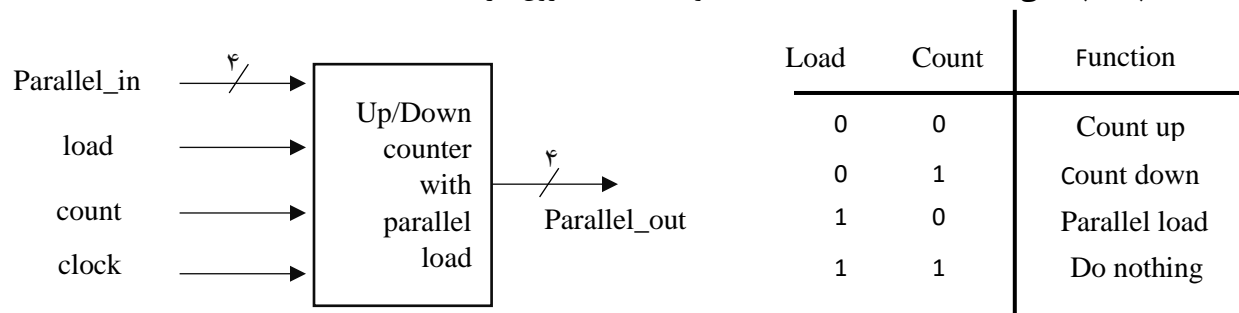 Parallel_in
۴
load
count
clock
Up/Down
counter
with
parallel
load
۴
Parallel_out
Load Count Function
0 0 Count up
0 1 Count down
1 0 Parallel load
1 1 Do nothing